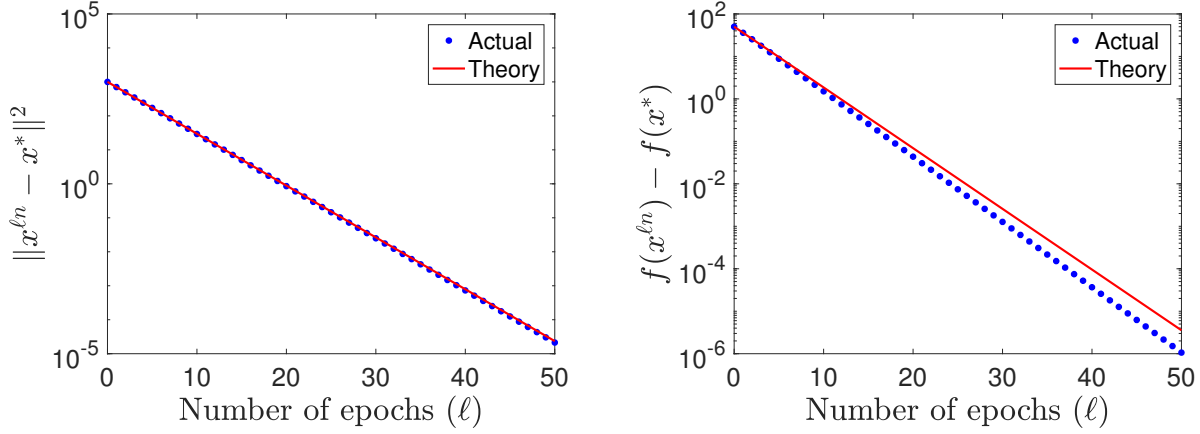 10^5
10^0
10^-5
0 10 20 30 40 50
Number of epochs (ℓ)
‖x^{ℓn} − x^*‖^2
Actual
Theory
10^2
10^0
10^-2
10^-4
10^-6
0 10 20 30 40 50
Number of epochs (ℓ)
f(x^{ℓn}) − f(x^*)
Actual
Theory